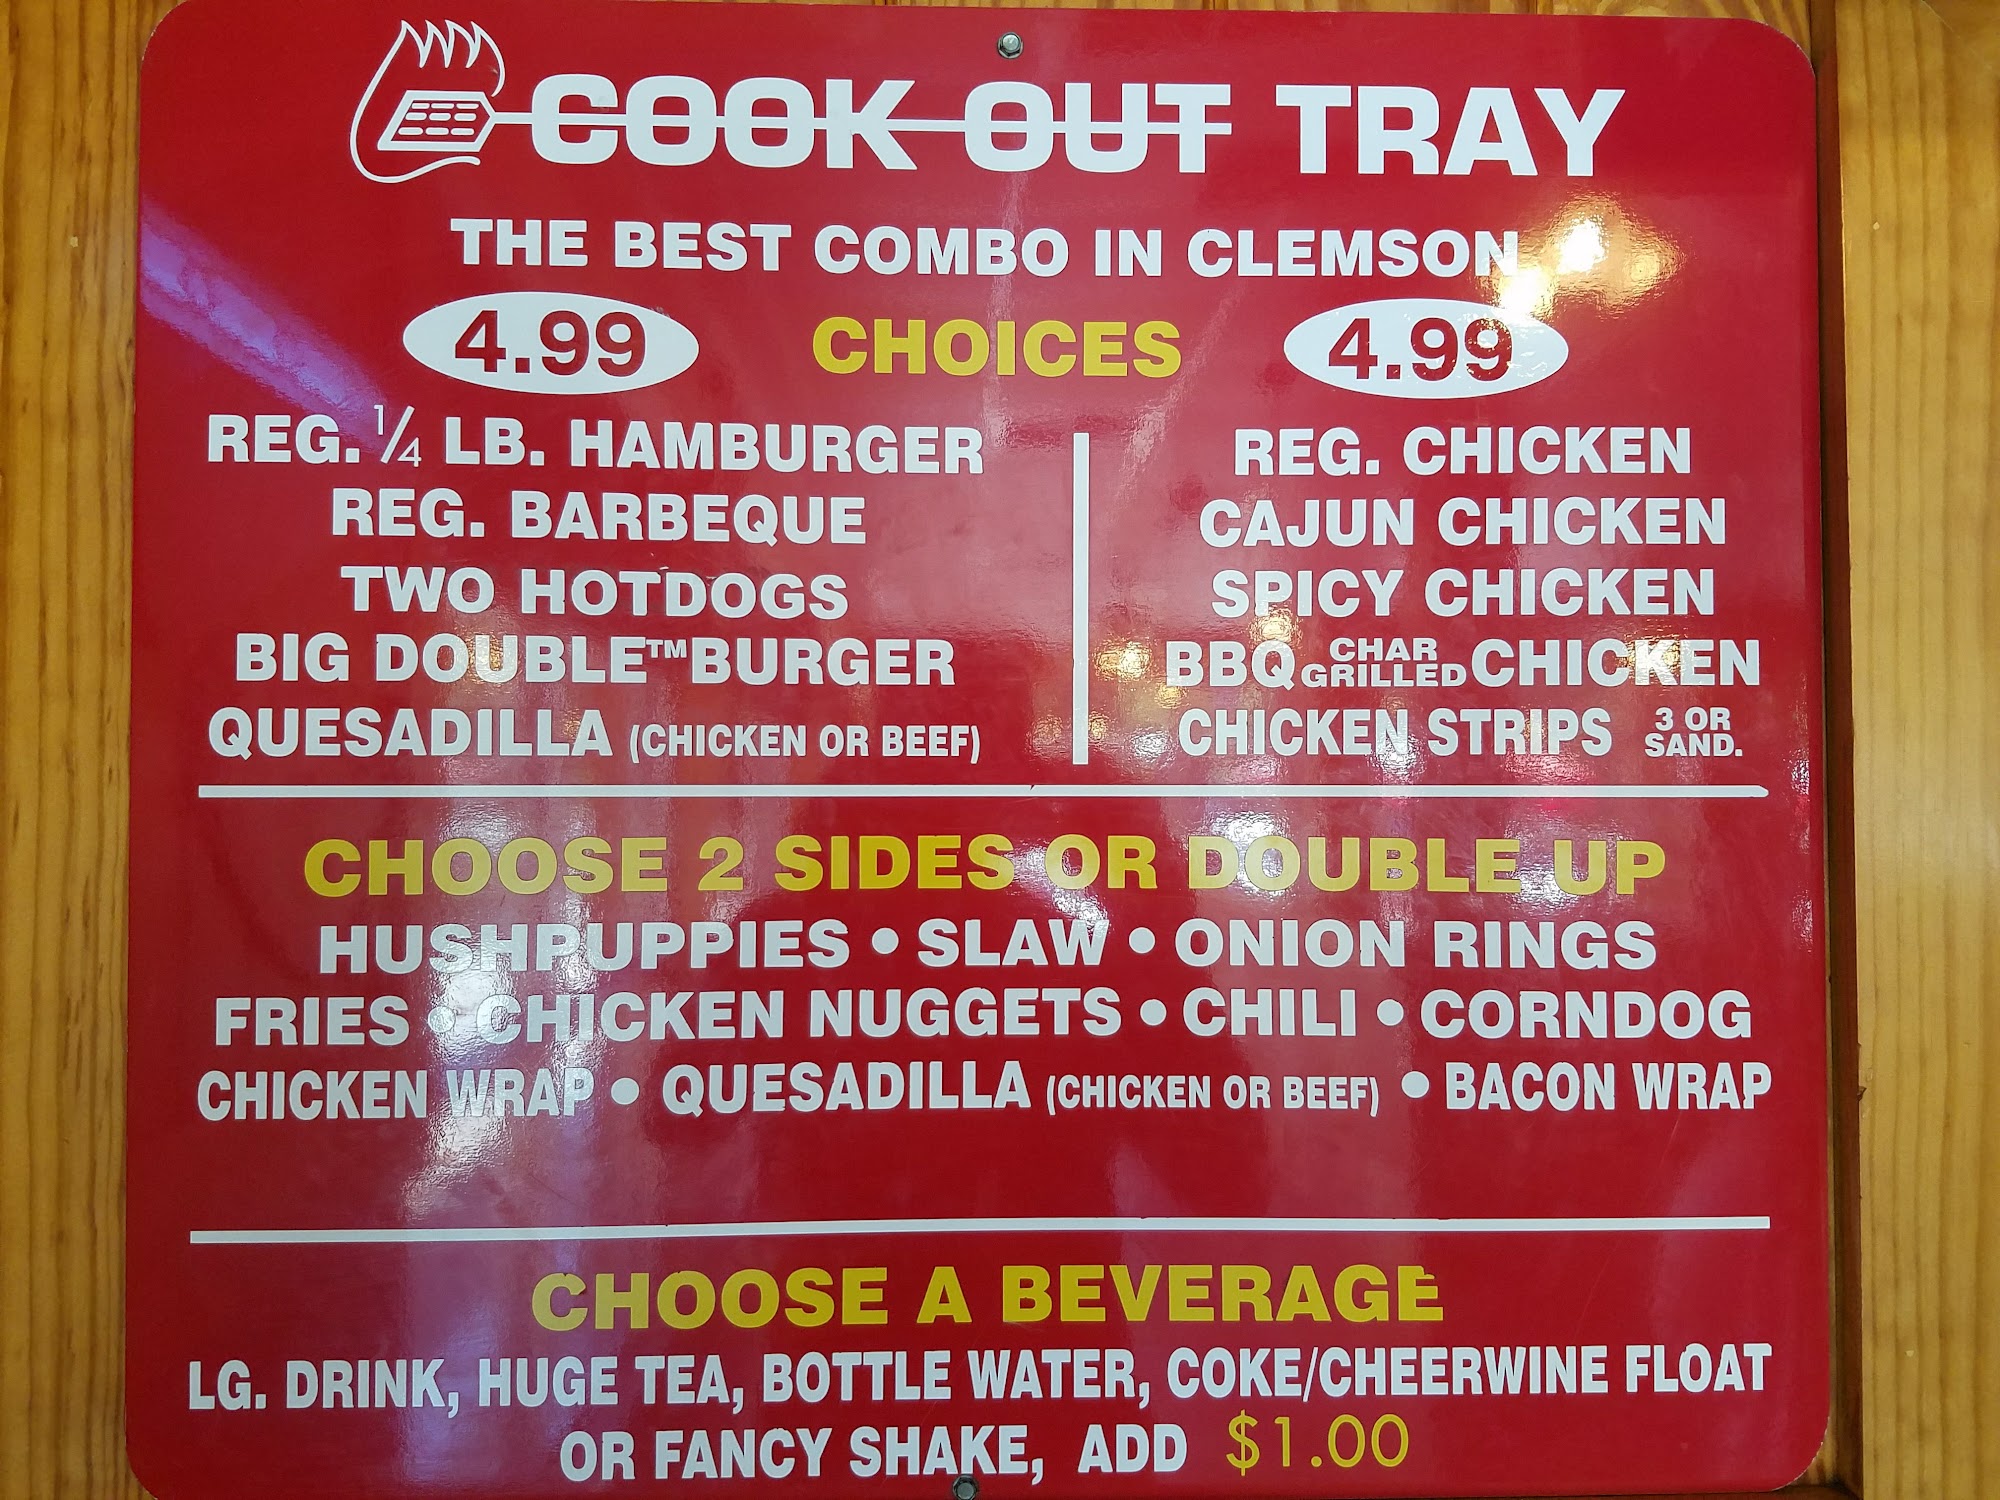 COOK OUT TRAY
THE BEST COMBO IN CLEMSON
4.99 CHOICES 4.99
REG. 1/4 LB. HAMBURGER
REG. BARBEQUE
TWO HOTDOGS
BIG DOUBLE™ BURGER
QUESADILLA (CHICKEN OR BEEF)
REG. CHICKEN
CAJUN CHICKEN
SPICY CHICKEN
BBQ CHAR GRILLED CHICKEN
CHICKEN STRIPS 3 OR SAND.
CHOOSE 2 SIDES OR DOUBLE UP
HUSHPUPPIES • SLAW • ONION RINGS
FRIES • CHICKEN NUGGETS • CHILI • CORNDOG
CHICKEN WRAP • QUESADILLA (CHICKEN OR BEEF) • BACON WRAP
CHOOSE A BEVERAGE
LG. DRINK, HUGE TEA, BOTTLE WATER, COKE/CHEERWINE FLOAT
OR FANCY SHAKE, ADD $1.00